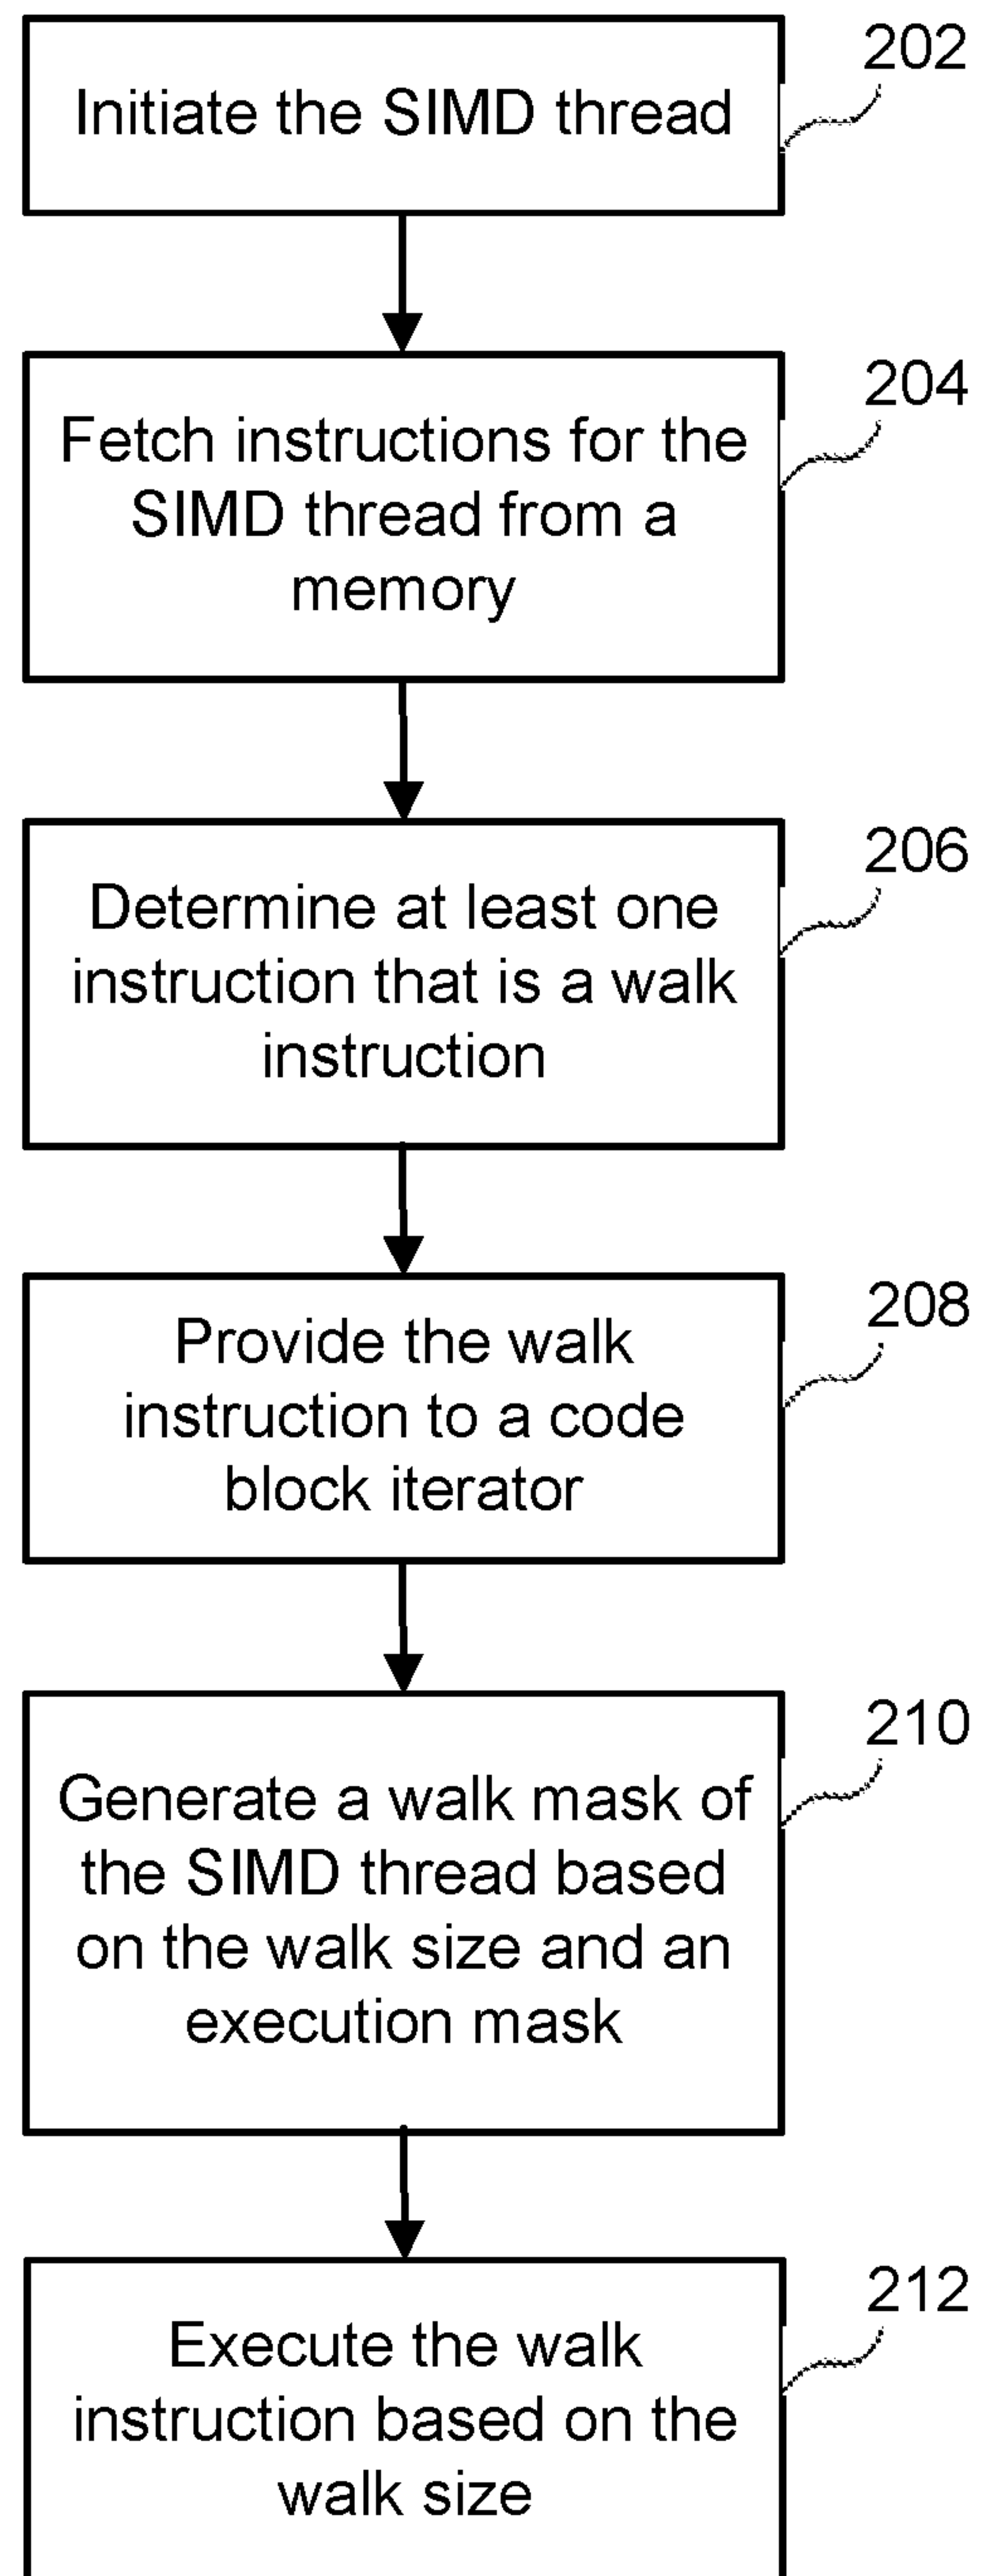 202
Initiate the SIMD thread
204
Fetch instructions for the
SIMD thread from a
memory
206
Determine at least one
instruction that is a walk
instruction
208
Provide the walk
instruction to a code
block iterator
210
Generate a walk mask of
the SIMD thread based
on the walk size and an
execution mask
212
Execute the walk
instruction based on the
walk size